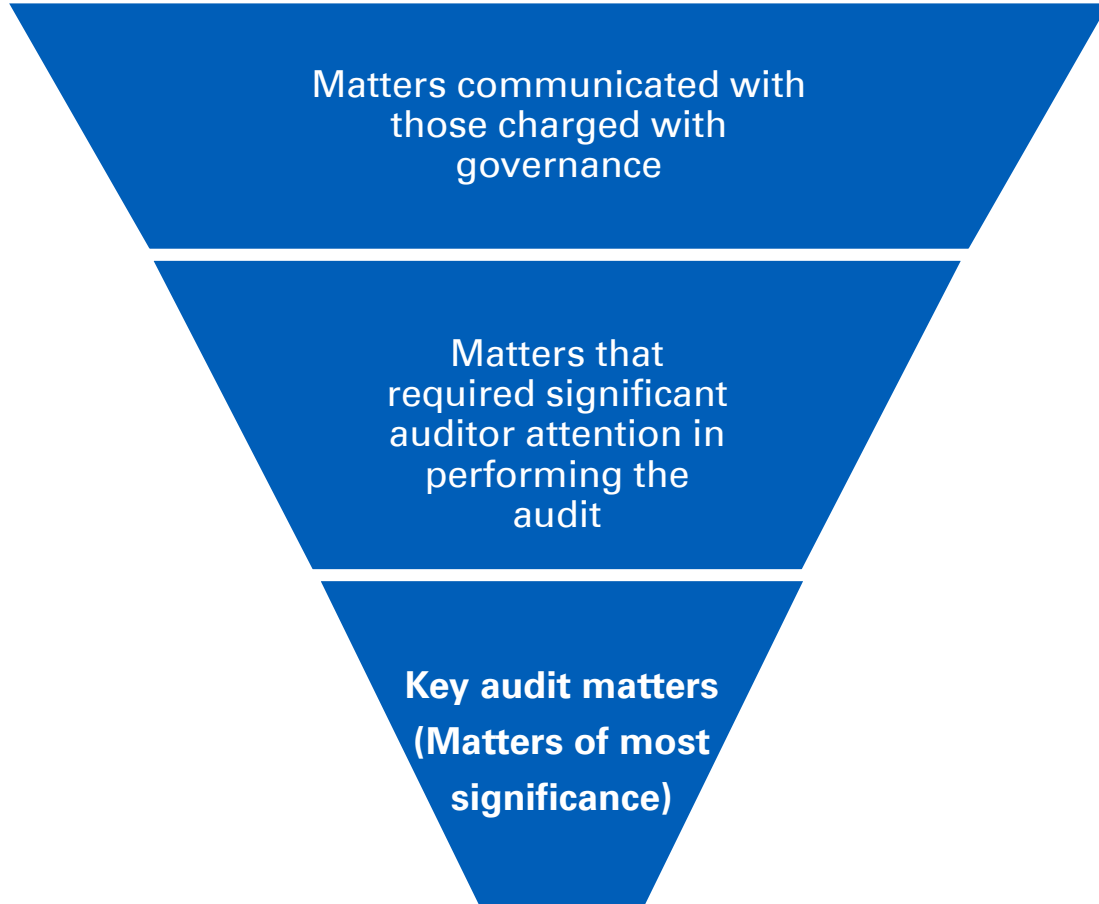 Matters communicated with
those charged with
governance
Matters that
required significant
auditor attention in
performing the
audit
Key audit matters
(Matters of most
significance)